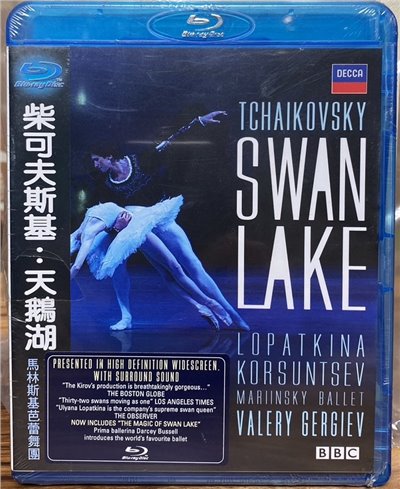 Blu-ray Disc
Blu-ray Disc
柴可夫斯基：天鵝湖
馬林斯基芭蕾舞團
DECCA
TCHAIKOVSKY
SWAN
LAKE
LOPATKINA
KORSUNTSEV
MARIINSKY BALLET
VALERY GERGIEV
BBC
PRESENTED IN HIGH DEFINITION WIDESCREEN,
WITH SURROUND SOUND
"The Kirov's production is breathtakingly gorgeous..."
THE BOSTON GLOBE
"Thirty-two swans moving as one" LOS ANGELES TIMES
"Ulyana Lopatkina is the company's supreme swan queen"
THE OBSERVER
NOW INCLUDES "THE MAGIC OF SWAN LAKE"
Prima ballerina Darcey Bussell
introduces the world's favourite ballet